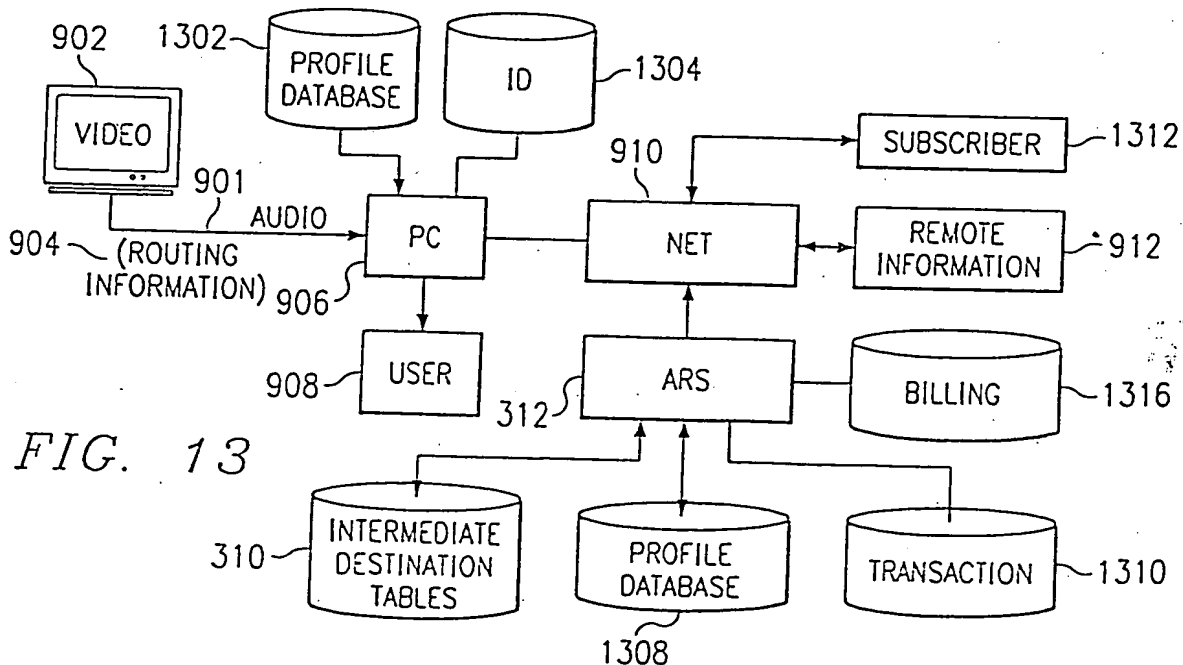 902
1302
PROFILE
DATABASE
ID
1304
VIDEO
901
AUDIO
904
(ROUTING
INFORMATION)
PC
906
910
NET
SUBSCRIBER
1312
REMOTE
INFORMATION
912
USER
908
ARS
312
BILLING
1316
FIG. 13
INTERMEDIATE
DESTINATION
TABLES
310
PROFILE
DATABASE
1308
TRANSACTION
1310